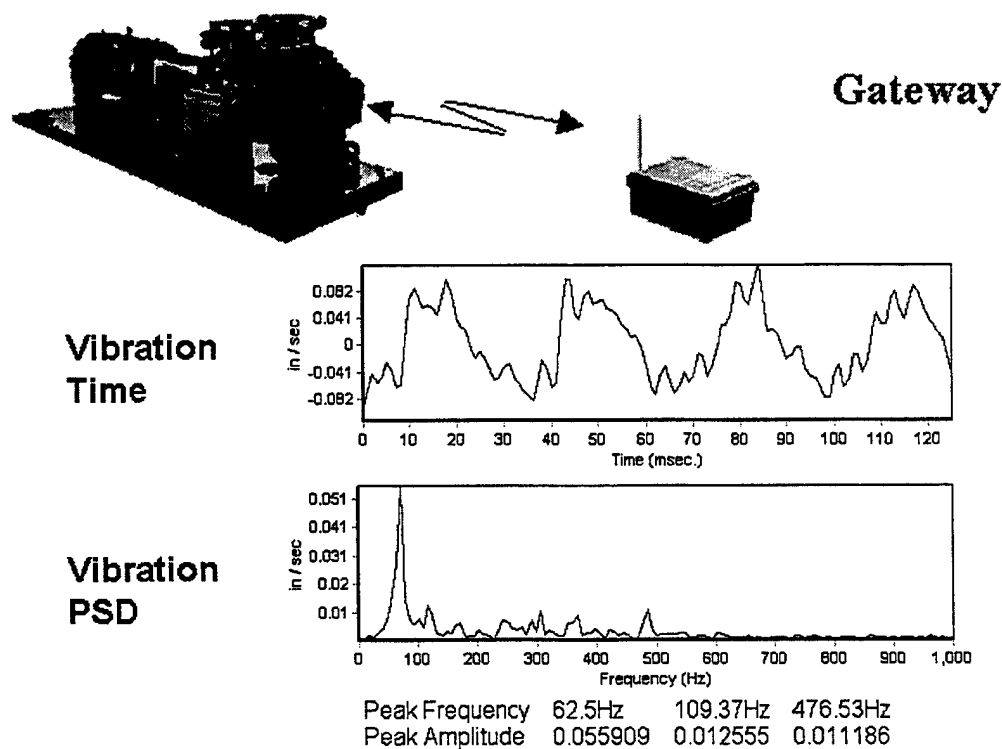 Gateway
Vibration
Time
in / sec
0.082
0.041
0
-0.041
-0.082
0 10 20 30 40 50 60 70 80 90 100 110 120
Time (msec.)
Vibration
PSD
in / sec
0.051
0.041
0.031
0.02
0.01
0 100 200 300 400 500 600 700 800 900 1,000
Frequency (Hz)
Peak Frequency 62.5Hz 109.37Hz 476.53Hz
Peak Amplitude 0.055909 0.012555 0.011186